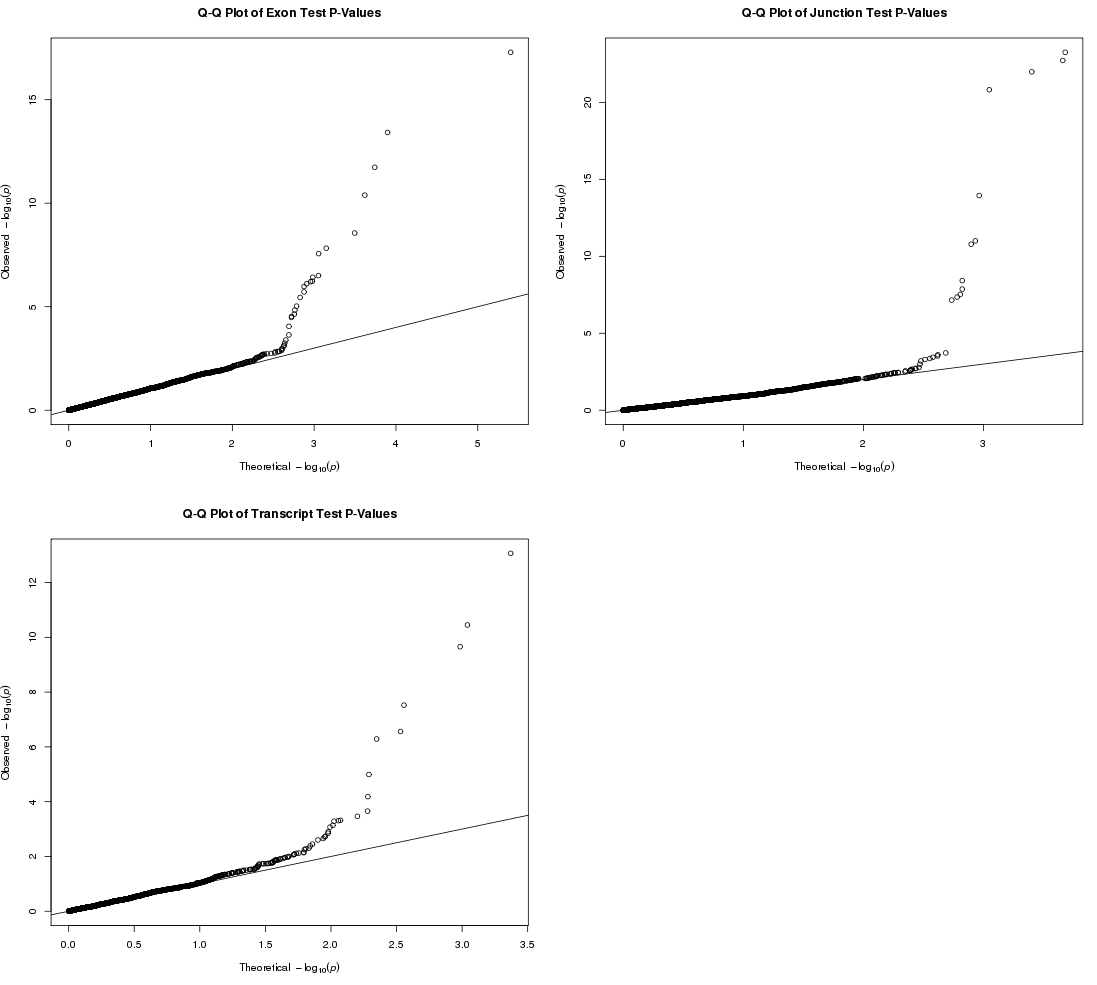 Q-Q Plot of Exon Test P-Values
Observed −log10(p)
15
10
5
0
0 1 2 3 4 5
Theoretical −log10(p)
Q-Q Plot of Junction Test P-Values
Observed −log10(p)
20
15
10
5
0
0 1 2 3
Theoretical −log10(p)
Q-Q Plot of Transcript Test P-Values
Observed −log10(p)
12
10
8
6
4
2
0
0.0 0.5 1.0 1.5 2.0 2.5 3.0 3.5
Theoretical −log10(p)